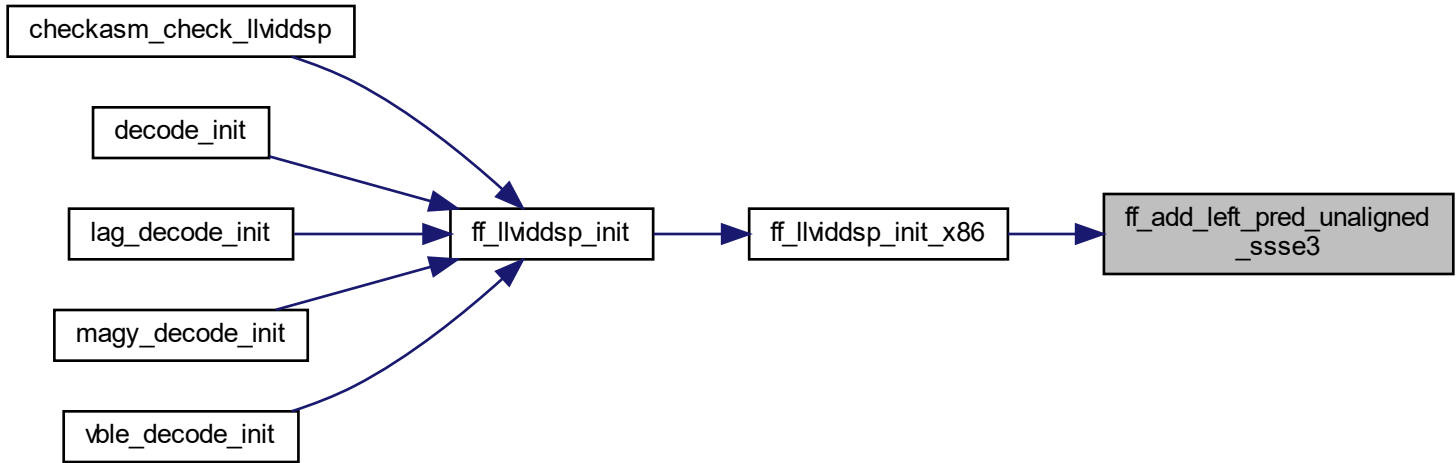 checkasm_check_llviddsp
decode_init
lag_decode_init
magy_decode_init
vble_decode_init
ff_llviddsp_init
ff_llviddsp_init_x86
ff_add_left_pred_unaligned
_ssse3